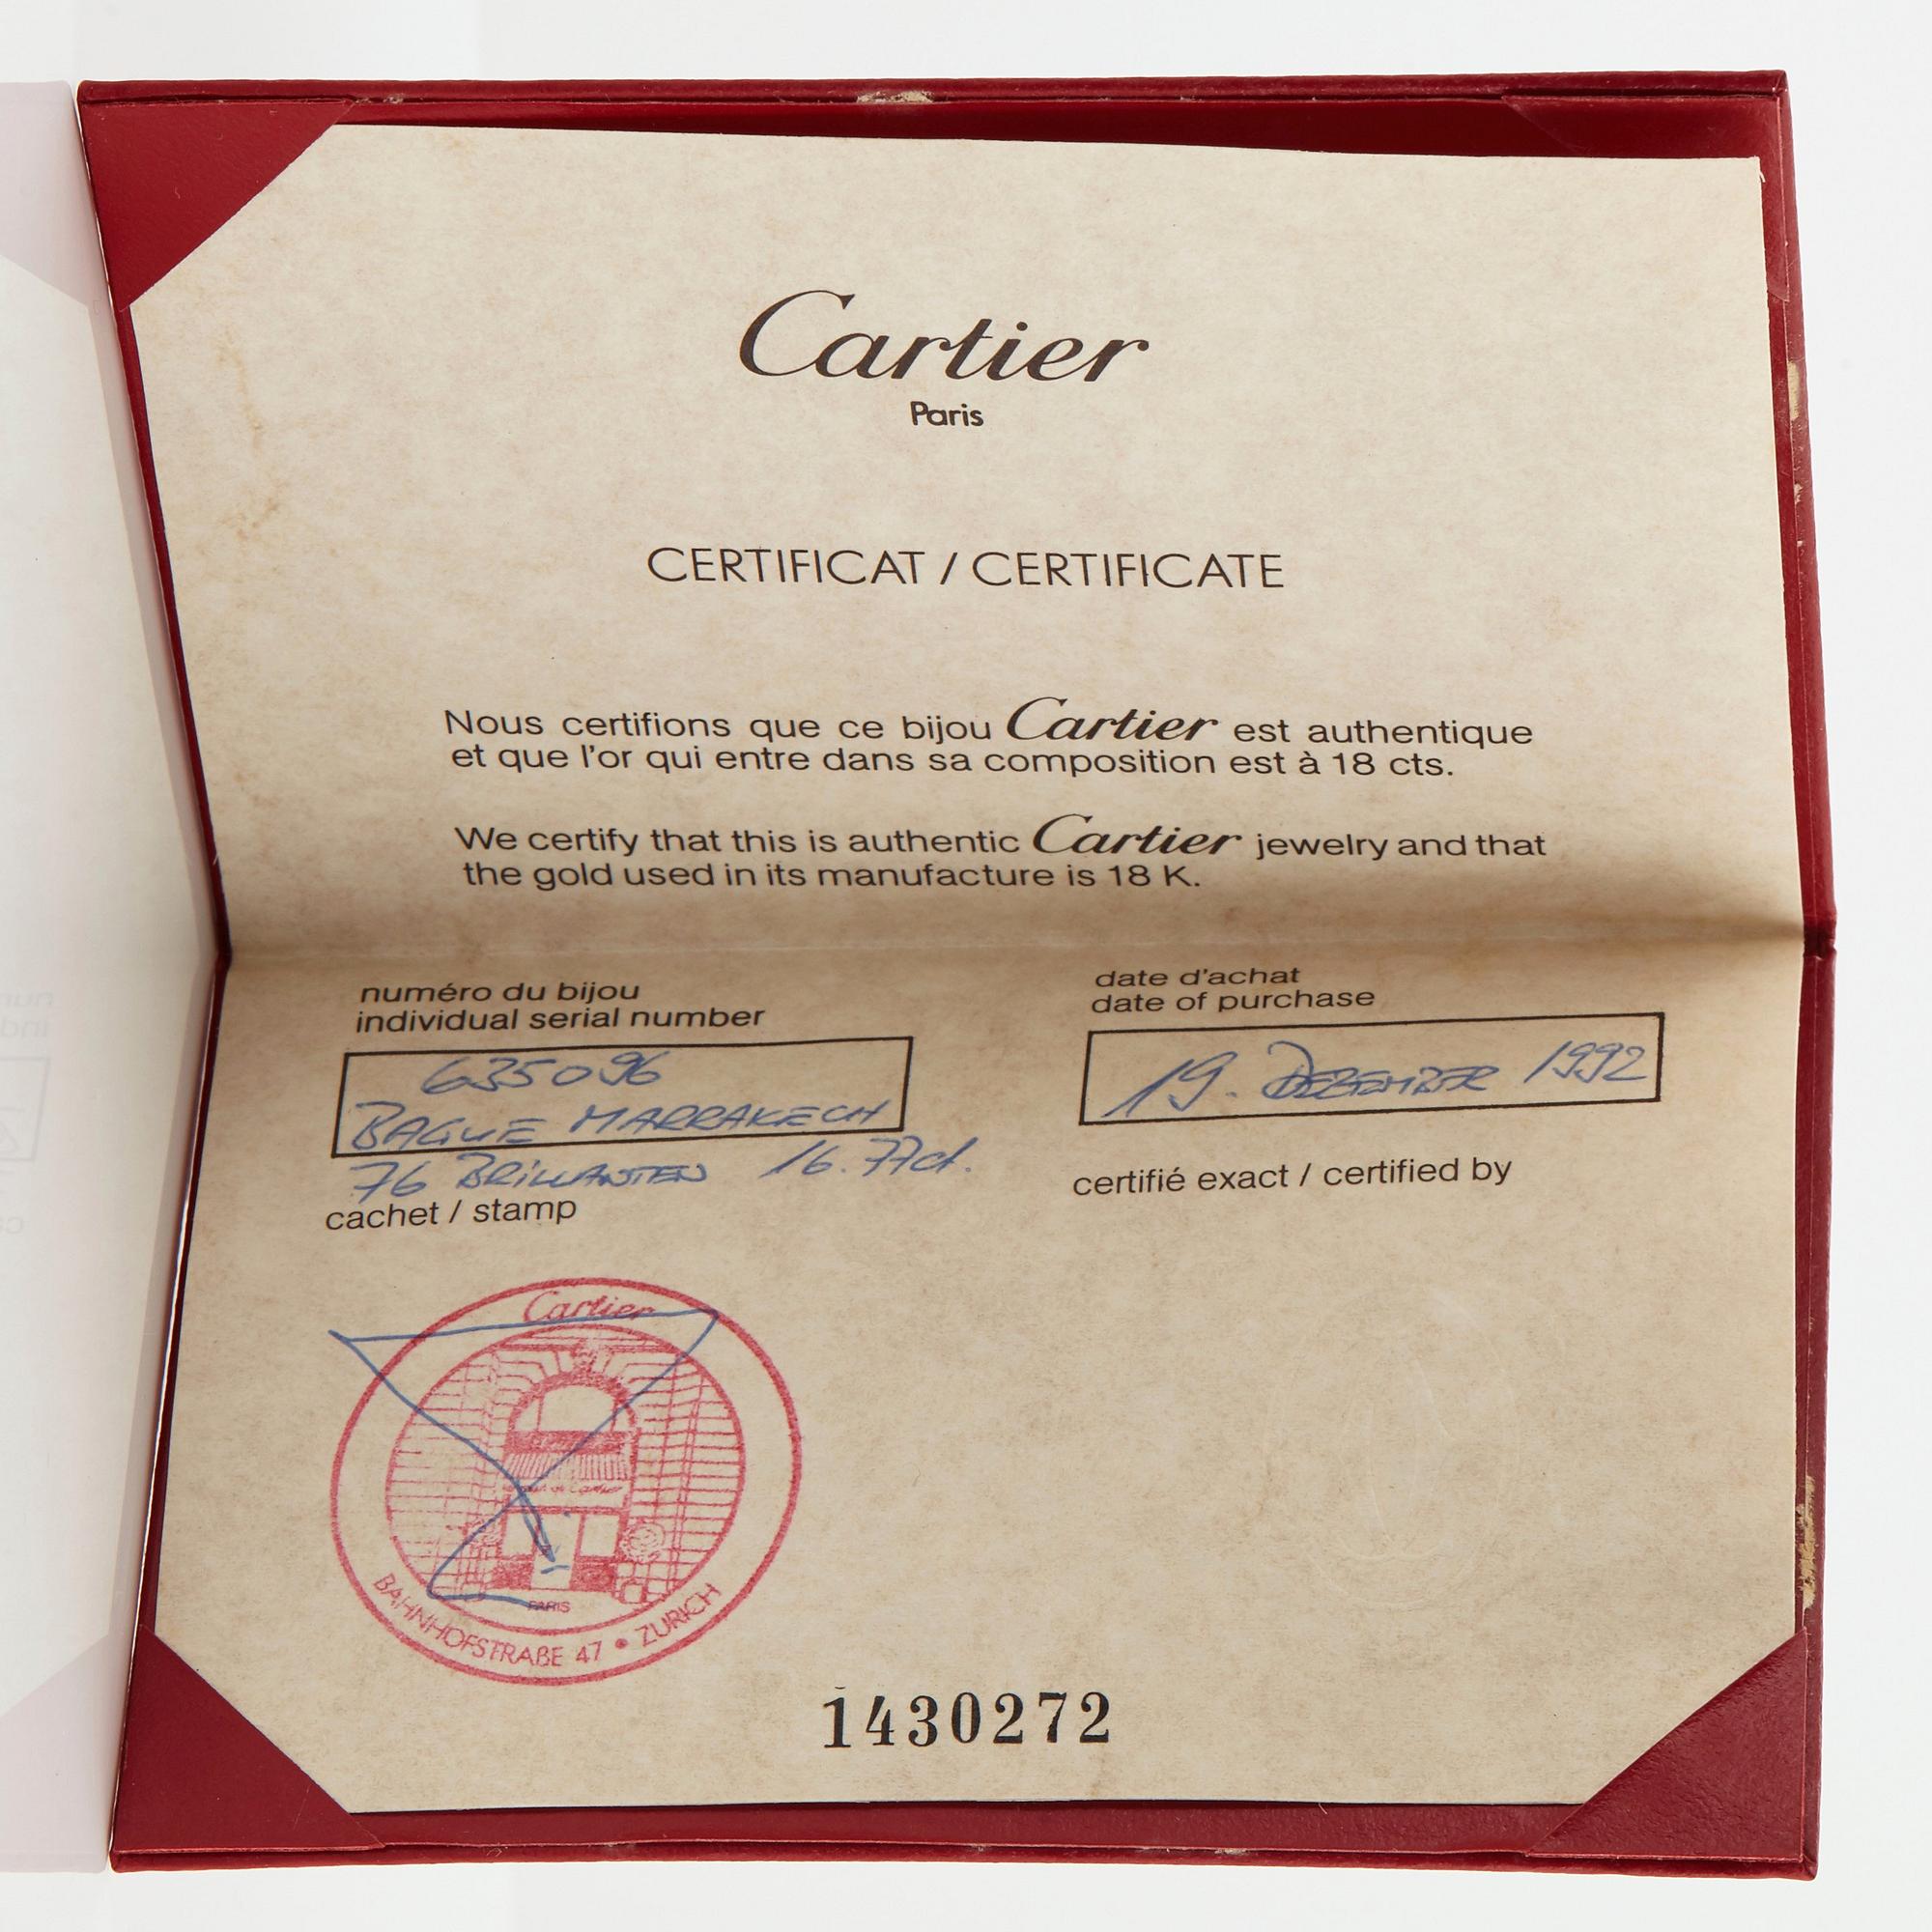 Cartier
Paris
CERTIFICAT / CERTIFICATE
Nous certifions que ce bijou Cartier est authentique
et que l'or qui entre dans sa composition est à 18 cts.
We certify that this is authentic Cartier jewelry and that
the gold used in its manufacture is 18 K.
numéro du bijou
individual serial number
635096
BAGUE MARRAKECH
76 BRILLANTEN 16.77ct.
date d'achat
date of purchase
19. DEZEMBER 1992
cachet / stamp
certifié exact / certified by
Cartier
PARIS
BAHNHOFSTRAßE 47 • ZURICH
1430272